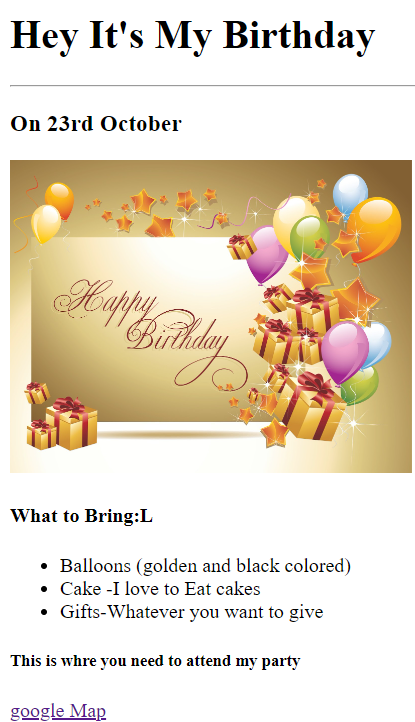 Hey It's My Birthday
On 23rd October
Happy
Birthday
What to Bring:L
Balloons (golden and black colored)
Cake -I love to Eat cakes
Gifts-Whatever you want to give
This is whre you need to attend my party
google Map